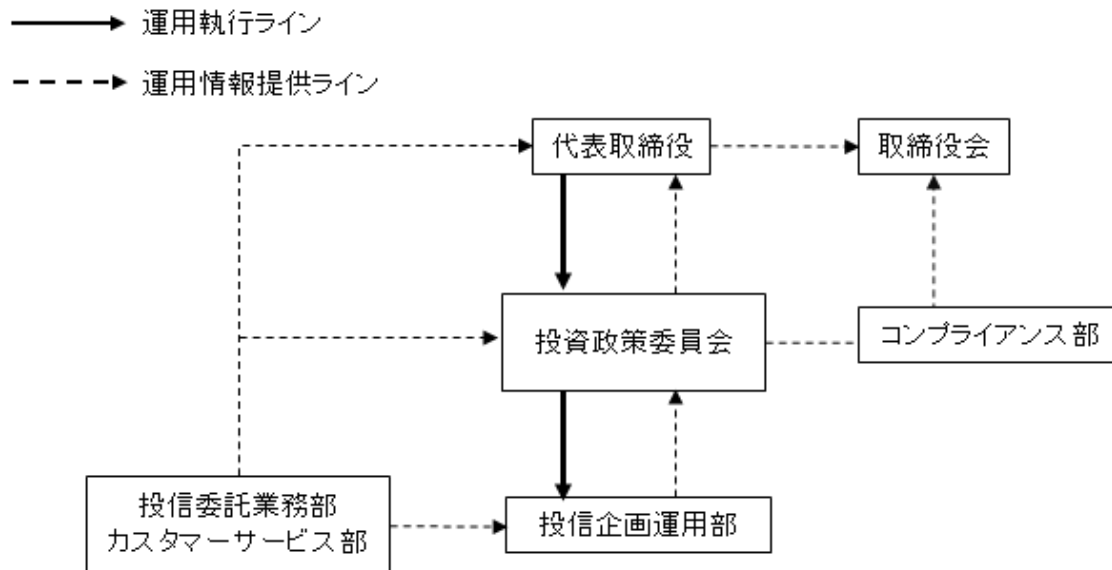 運用執行ライン
運用情報提供ライン
代表取締役
取締役会
投資政策委員会
コンプライアンス部
投信委託業務部
カスタマーサービス部
投信企画運用部